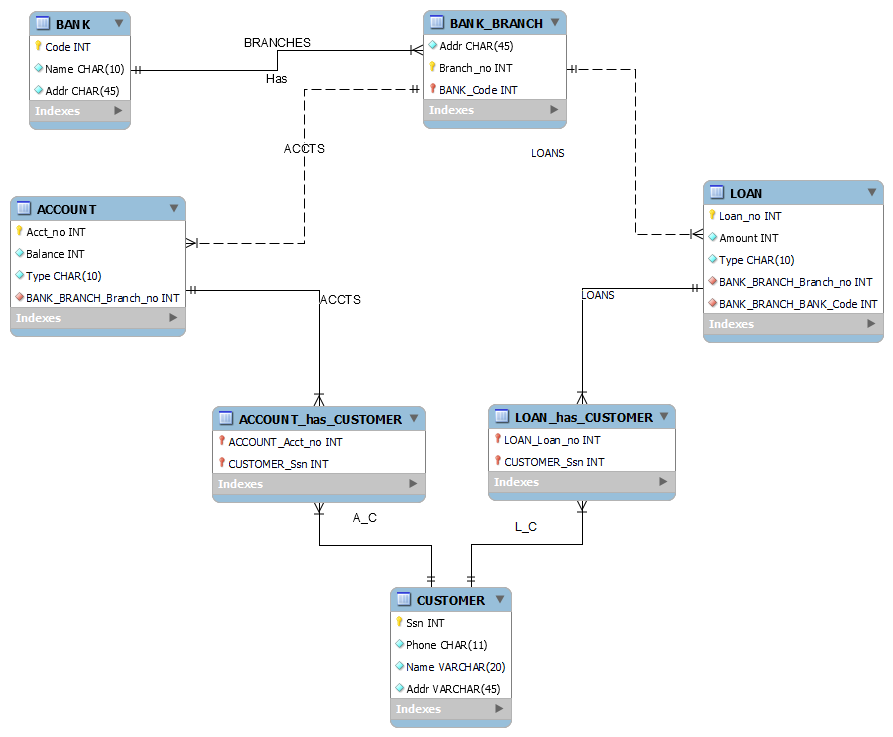 BANK
Code INT
Name CHAR(10)
Addr CHAR(45)
Indexes
BRANCHES
Has
BANK_BRANCH
Addr CHAR(45)
Branch_no INT
BANK_Code INT
Indexes
ACCTS
LOANS
ACCOUNT
Acct_no INT
Balance INT
Type CHAR(10)
BANK_BRANCH_Branch_no INT
Indexes
LOAN
Loan_no INT
Amount INT
Type CHAR(10)
BANK_BRANCH_Branch_no INT
BANK_BRANCH_BANK_Code INT
Indexes
ACCTS
LOANS
ACCOUNT_has_CUSTOMER
ACCOUNT_Acct_no INT
CUSTOMER_Ssn INT
Indexes
LOAN_has_CUSTOMER
LOAN_Loan_no INT
CUSTOMER_Ssn INT
Indexes
A_C
L_C
CUSTOMER
Ssn INT
Phone CHAR(11)
Name VARCHAR(20)
Addr VARCHAR(45)
Indexes